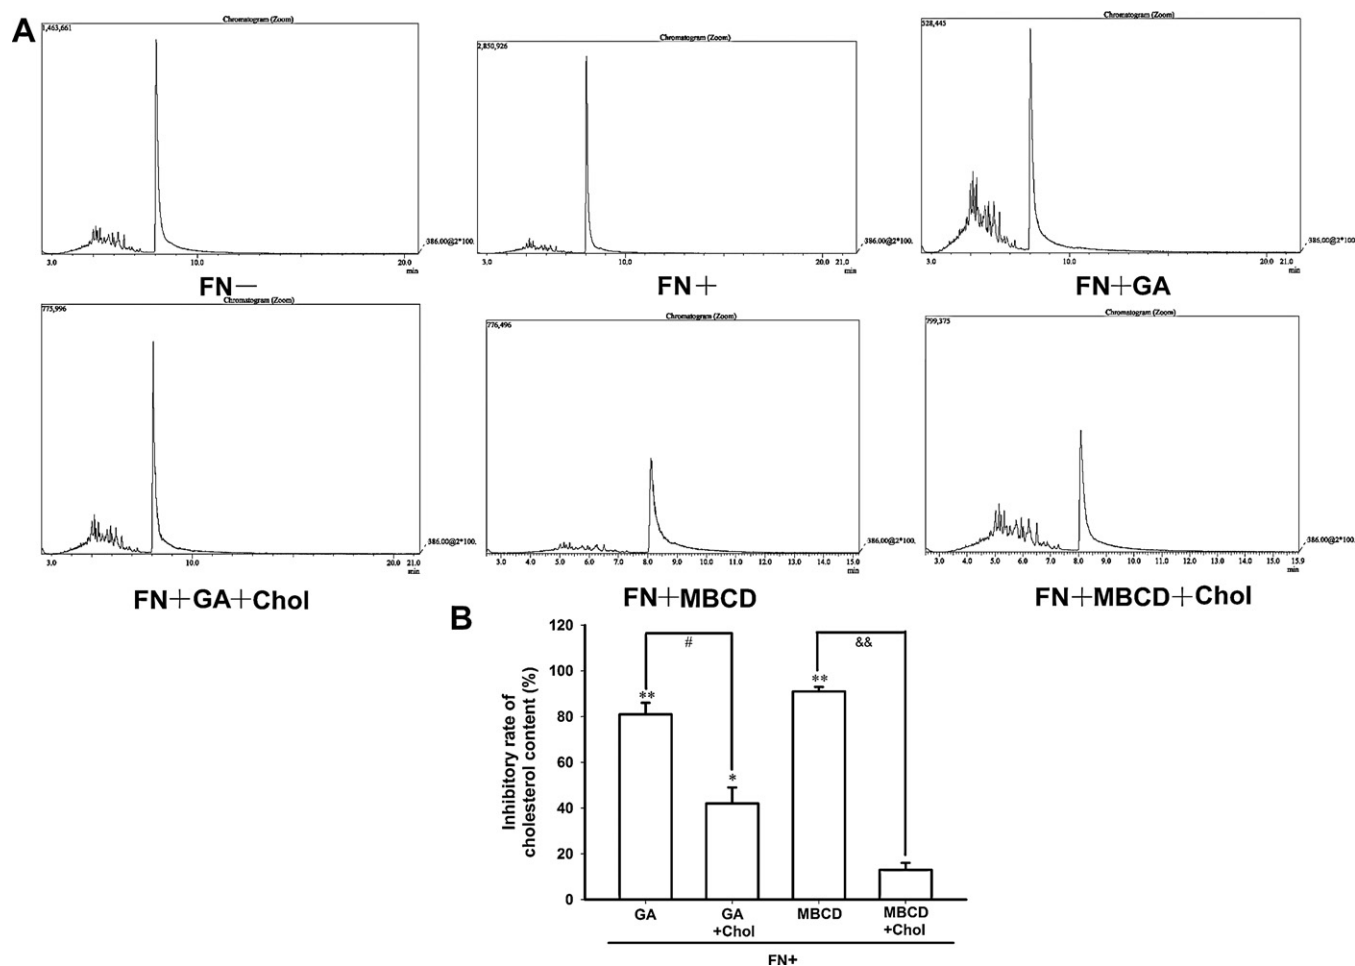 A
Chromatogram (Zoom)
1,463,661
386.00@2*100.
3.0 10.0 20.0
min
FN−
Chromatogram (Zoom)
2,850,926
386.00@2*100.
3.0 10.0 20.0 21.0
min
FN+
Chromatogram (Zoom)
528,445
386.00@2*100
3.0 10.0 20.0 21.0
min
FN+GA
Chromatogram (Zoom)
775,996
386.00@2*100.
3.0 10.0 20.0 21.0
min
FN+GA+Chol
Chromatogram (Zoom)
776,496
386.00@2*100.
3.0 4.0 5.0 6.0 7.0 8.0 9.0 10.0 11.0 12.0 13.0 14.0 15.0
min
FN+MBCD
Chromatogram (Zoom)
799,375
386.00@2*100
3.0 4.0 5.0 6.0 7.0 8.0 9.0 10.0 11.0 12.0 13.0 14.0 15.9
min
FN+MBCD+Chol
B
Inhibitory rate of
cholesterol content (%)
120
100
80
60
40
20
0
#
&&
**
*
**
GA
GA
+Chol
MBCD
MBCD
+Chol
FN+